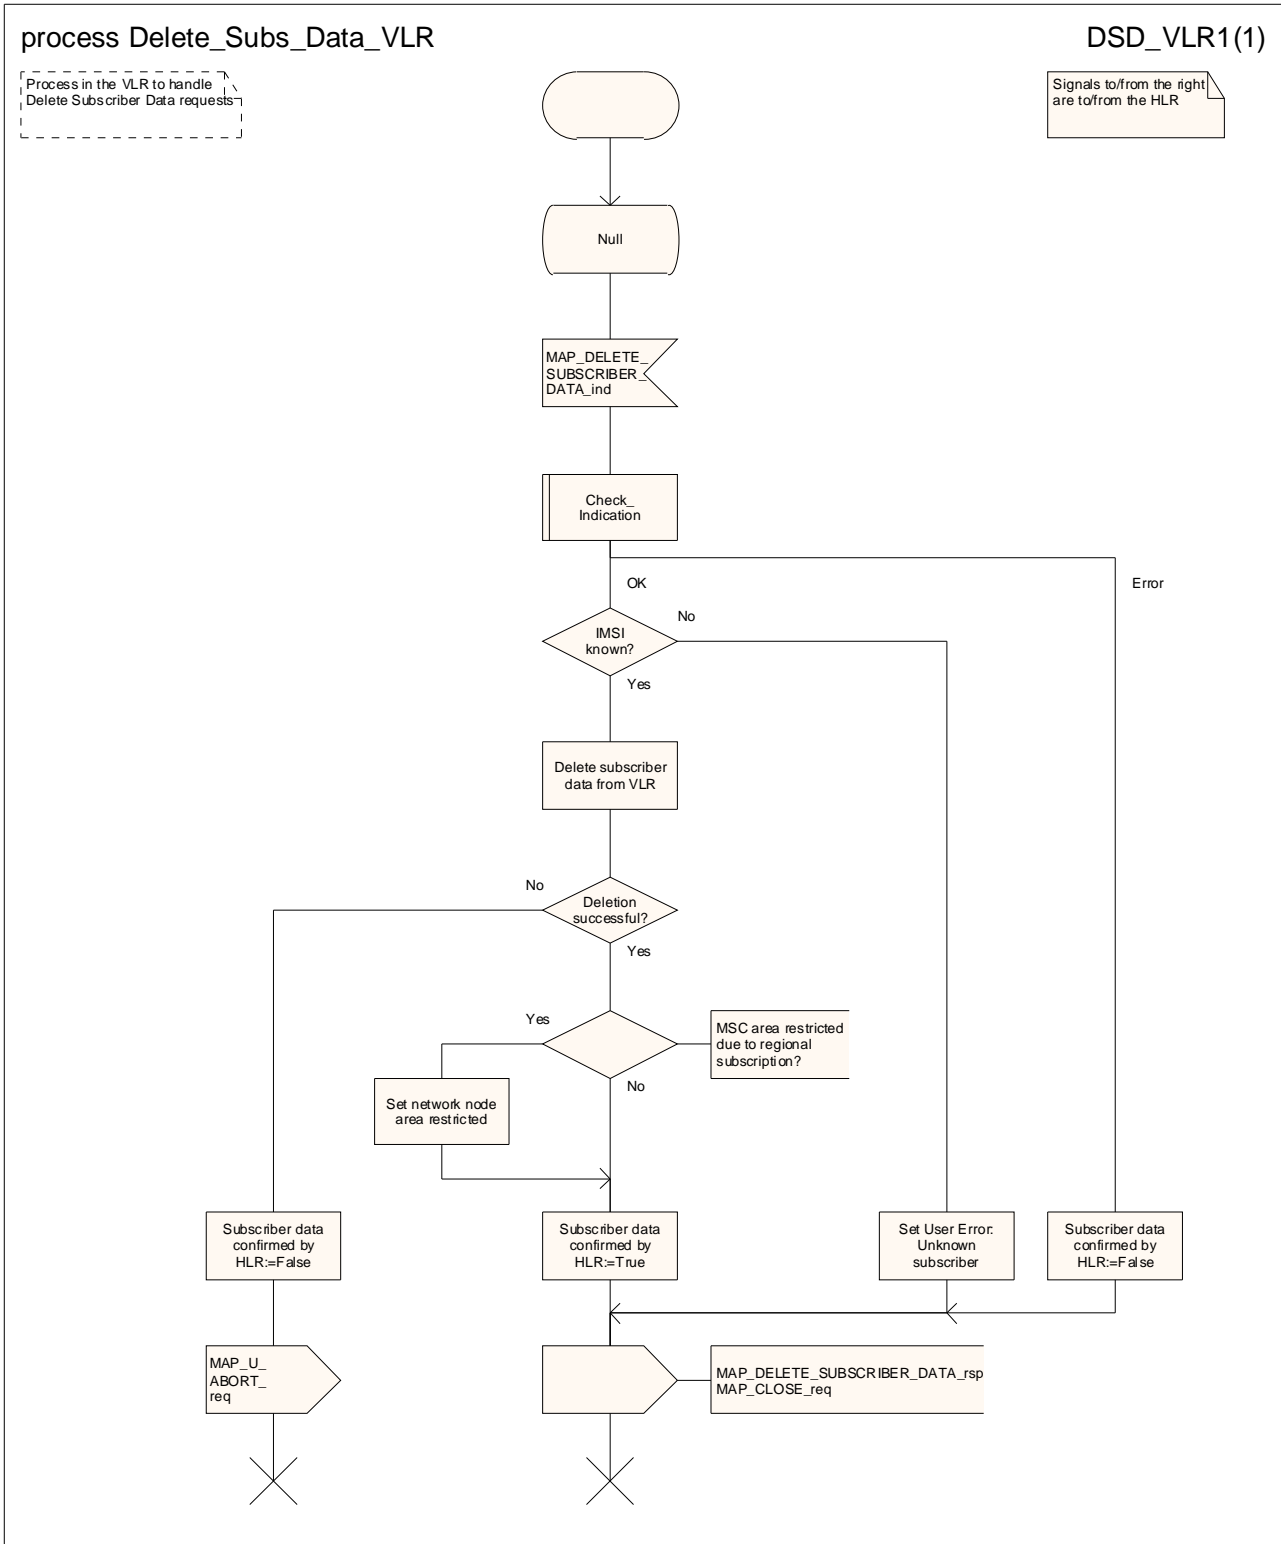 process Delete_Subs_Data_VLR
DSD_VLR1(1)
Process in the VLR to handle
Delete Subscriber Data requests
Signals to/from the right
are to/from the HLR
Null
MAP_DELETE_
SUBSCRIBER_
DATA_ind
Check_
Indication
OK
Error
IMSI
known?
No
Yes
Delete subscriber
data from VLR
No
Deletion
successful?
Yes
Yes
MSC area restricted
due to regional
subscription?
No
Set network node
area restricted
Subscriber data
confirmed by
HLR:=False
Subscriber data
confirmed by
HLR:=True
Set User Error:
Unknown
subscriber
Subscriber data
confirmed by
HLR:=False
MAP_U_
ABORT_
req
MAP_DELETE_SUBSCRIBER_DATA_rsp
MAP_CLOSE_req